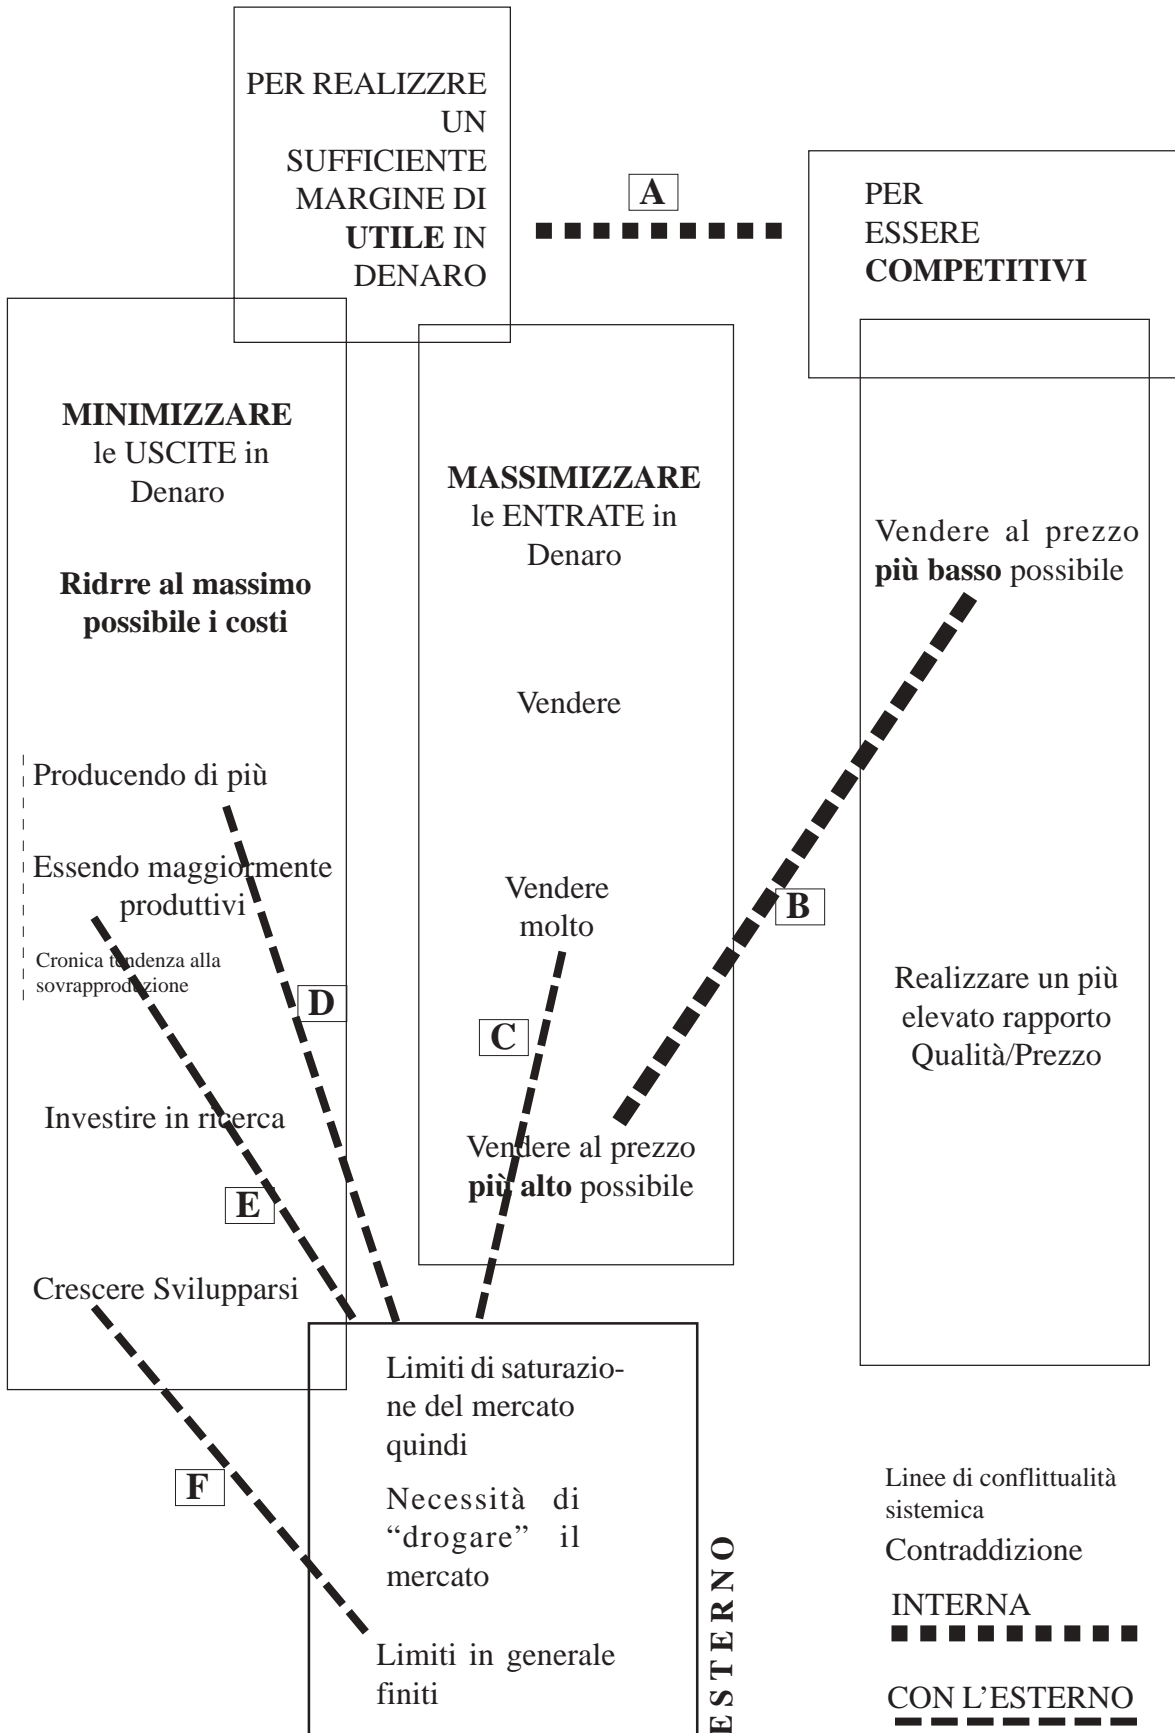 PER REALIZZRE
UN
SUFFICIENTE
MARGINE DI
UTILE IN
DENARO
A
PER
ESSERE
COMPETITIVI
MINIMIZZARE
le USCITE in
Denaro
Ridrre al massimo
possibile i costi
Producendo di più
Essendo maggiormente
produttivi
Cronica tendenza alla
sovrapproduzione
D
Investire in ricerca
E
Crescere Svilupparsi
F
MASSIMIZZARE
le ENTRATE in
Denaro
Vendere
Vendere
molto
C
Vendere al prezzo
più alto possibile
B
Vendere al prezzo
più basso possibile
Realizzare un più
elevato rapporto
Qualità/Prezzo
Limiti di saturazio-
ne del mercato
quindi
Necessità di
“drogare” il
mercato
Limiti in generale
finiti
ESTERNO
Linee di conflittualità
sistemica
Contraddizione
INTERNA
CON L'ESTERNO